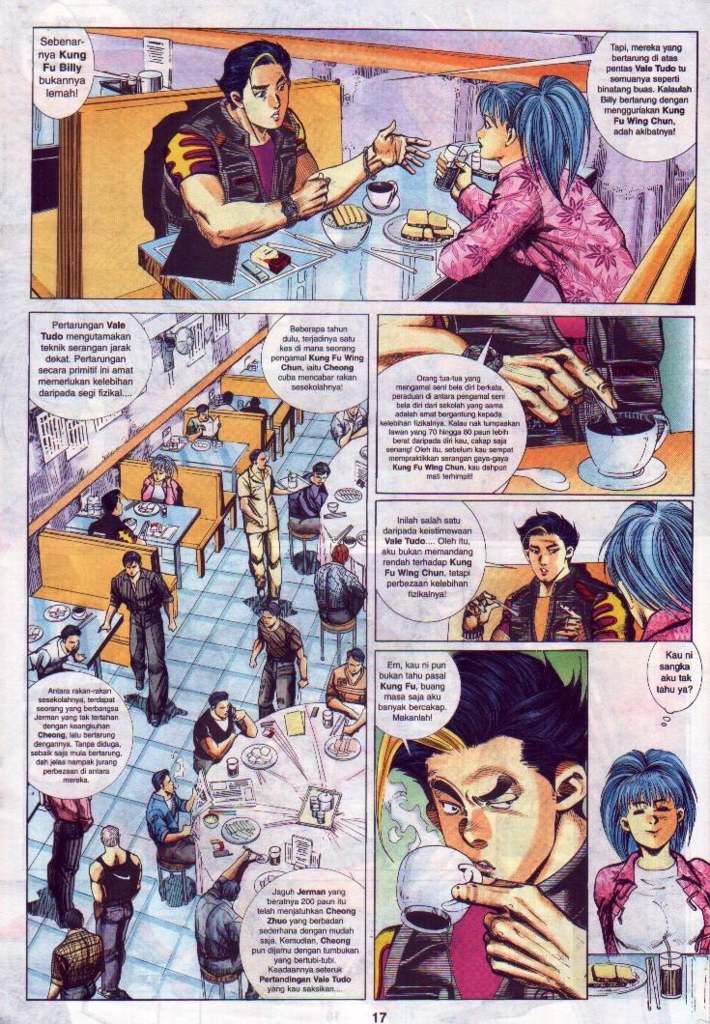 Sebenar-
nya Kung
Fu Billy
bukannya
lemah!
Tapi, mereka yang
bertarung di atas
pentas Vale Tudo tu
semuanya seperti
binatang buas. Kalaulah
Billy bertarung dengan
menggunakan Kung
Fu Wing Chun,
adah akibatnya!
Pertarungan Vale
Tudo mengutamakan
teknik serangan jarak
dekat. Pertarungan
secara primitif ini amat
memerlukan kelebihan
daripada segi fizikal....
Beberapa tahun
dulu, terjadinya satu
kes di mana seorang
pengamal Kung Fu Wing
Chun, iaitu Cheong
cuba mencabar rakan
sesekolahnya!
Antara rakan-rakan
sesekolahnya, terdapat
seorang yang berbangsa
Jerman yang tak tertahan
dengan keangkuhan
Cheong, lalu bertarung
dengannya. Tanpa diduga,
sebaik saja mula bertarung,
dah jelas nampak jurang
perbezaan di antara
mereka.
Jaguh Jerman yang
beratnya 200 paun itu
telah menjatuhkan Cheong
Zhuo yang berbadan
sederhana dengan mudah
saja. Kemudian, Cheong
pun dihadiahkan tumbukan
yang bertubi-tubi.
Keadaannya seteruk
Pertandingan Vale Tudo
yang kau saksikan....
Orang tua-tua yang
mengamal seni bela diri berkata,
peraduan di antara pengamal seni
bela diri dari sekolah yang sama
adalah amat bergantung kepada
kelebihan fizikal. Kalau nak tumpaskan
lawan yang 70 hingga 80 paun lebih
berat daripada diri kau, cakap saja
senang! Oleh itu, sebelum kau sempat
mempraktikkan serangan gaya-gaya
Kung Fu Wing Chun, kau dahpun
mati terhimpit!
Inilah salah satu
keistimewaan daripada
Vale Tudo.... Oleh itu,
aku bukan memandang
rendah terhadap
Kung Fu Wing Chun, tetapi
perbezaan kelebihan
fizikalnya!
Em, kau ni pun
bukan tahu pasal
Kung Fu, buang
masa saja aku
banyak cakap.
Makanlah!
Kau ni
sangka
aku tak
tahu ya?
17